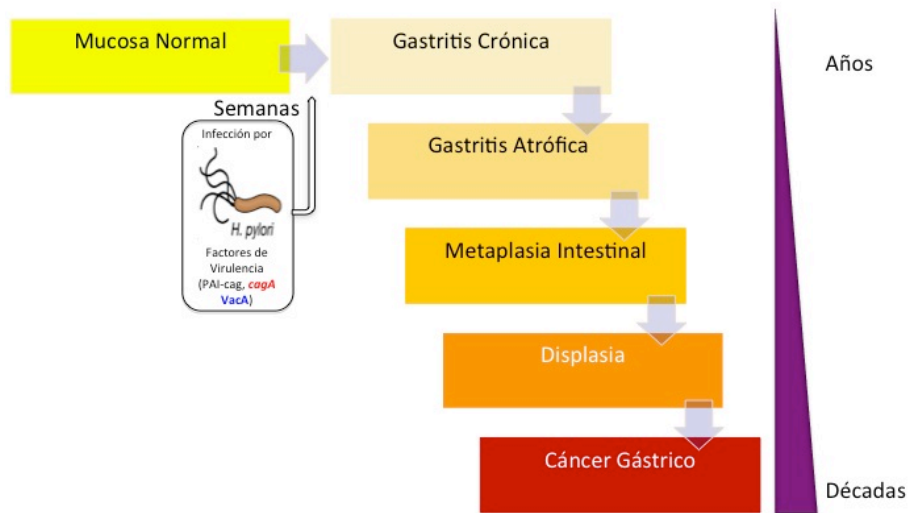 Mucosa Normal
Gastritis Crónica
Años
Semanas
Infección por
H. pylori
Factores de
Virulencia
(PAI-cag, cagA
VacA)
Gastritis Atrófica
Metaplasia Intestinal
Displasia
Cáncer Gástrico
Décadas